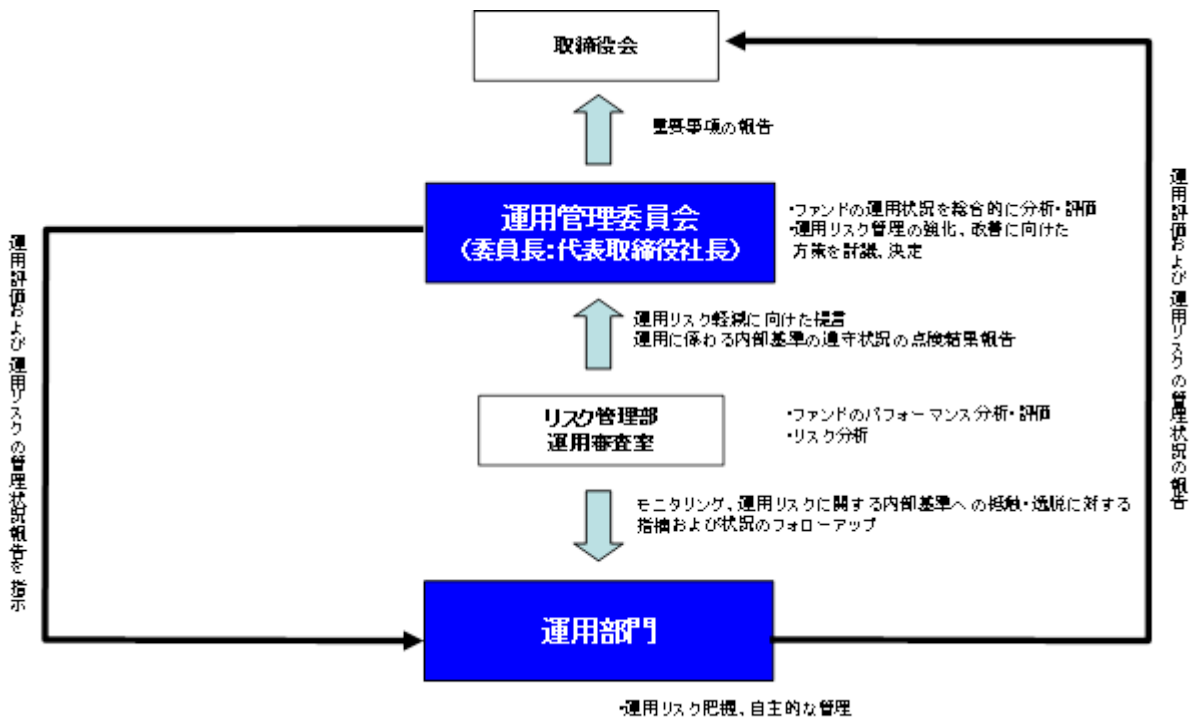 取締役会
重要事項の報告
運用管理委員会
（委員長：代表取締役社長）
・ファンドの運用状況を総合的に分析・評価
・運用リスク管理の強化、改善に向けた
方策を討議、決定
運用リスク軽減に向けた提言
運用に係わる内部基準の遵守状況の点検結果報告
リスク管理部
運用審査室
・ファンドのパフォーマンス分析・評価
・リスク分析
モニタリング、運用リスクに関する内部基準への抵触・逸脱に対する
指摘および状況のフォローアップ
運用部門
・運用リスク把握、自主的な管理
運用評価および運用リスクの管理状況報告を指示
運用評価および運用リスクの管理状況の報告